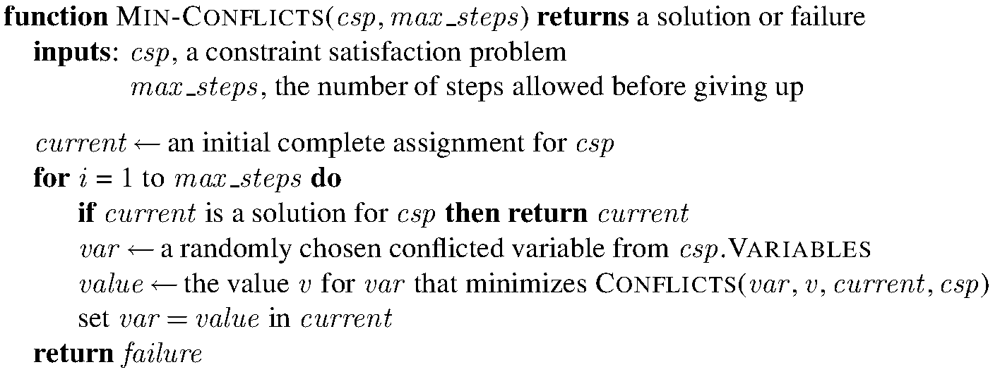 function MIN-CONFLICTS(csp, max_steps) returns a solution or failure
inputs: csp, a constraint satisfaction problem
max_steps, the number of steps allowed before giving up
current ← an initial complete assignment for csp
for i = 1 to max_steps do
if current is a solution for csp then return current
var ← a randomly chosen conflicted variable from csp.VARIABLES
value ← the value v for var that minimizes CONFLICTS(var, v, current, csp)
set var = value in current
return failure